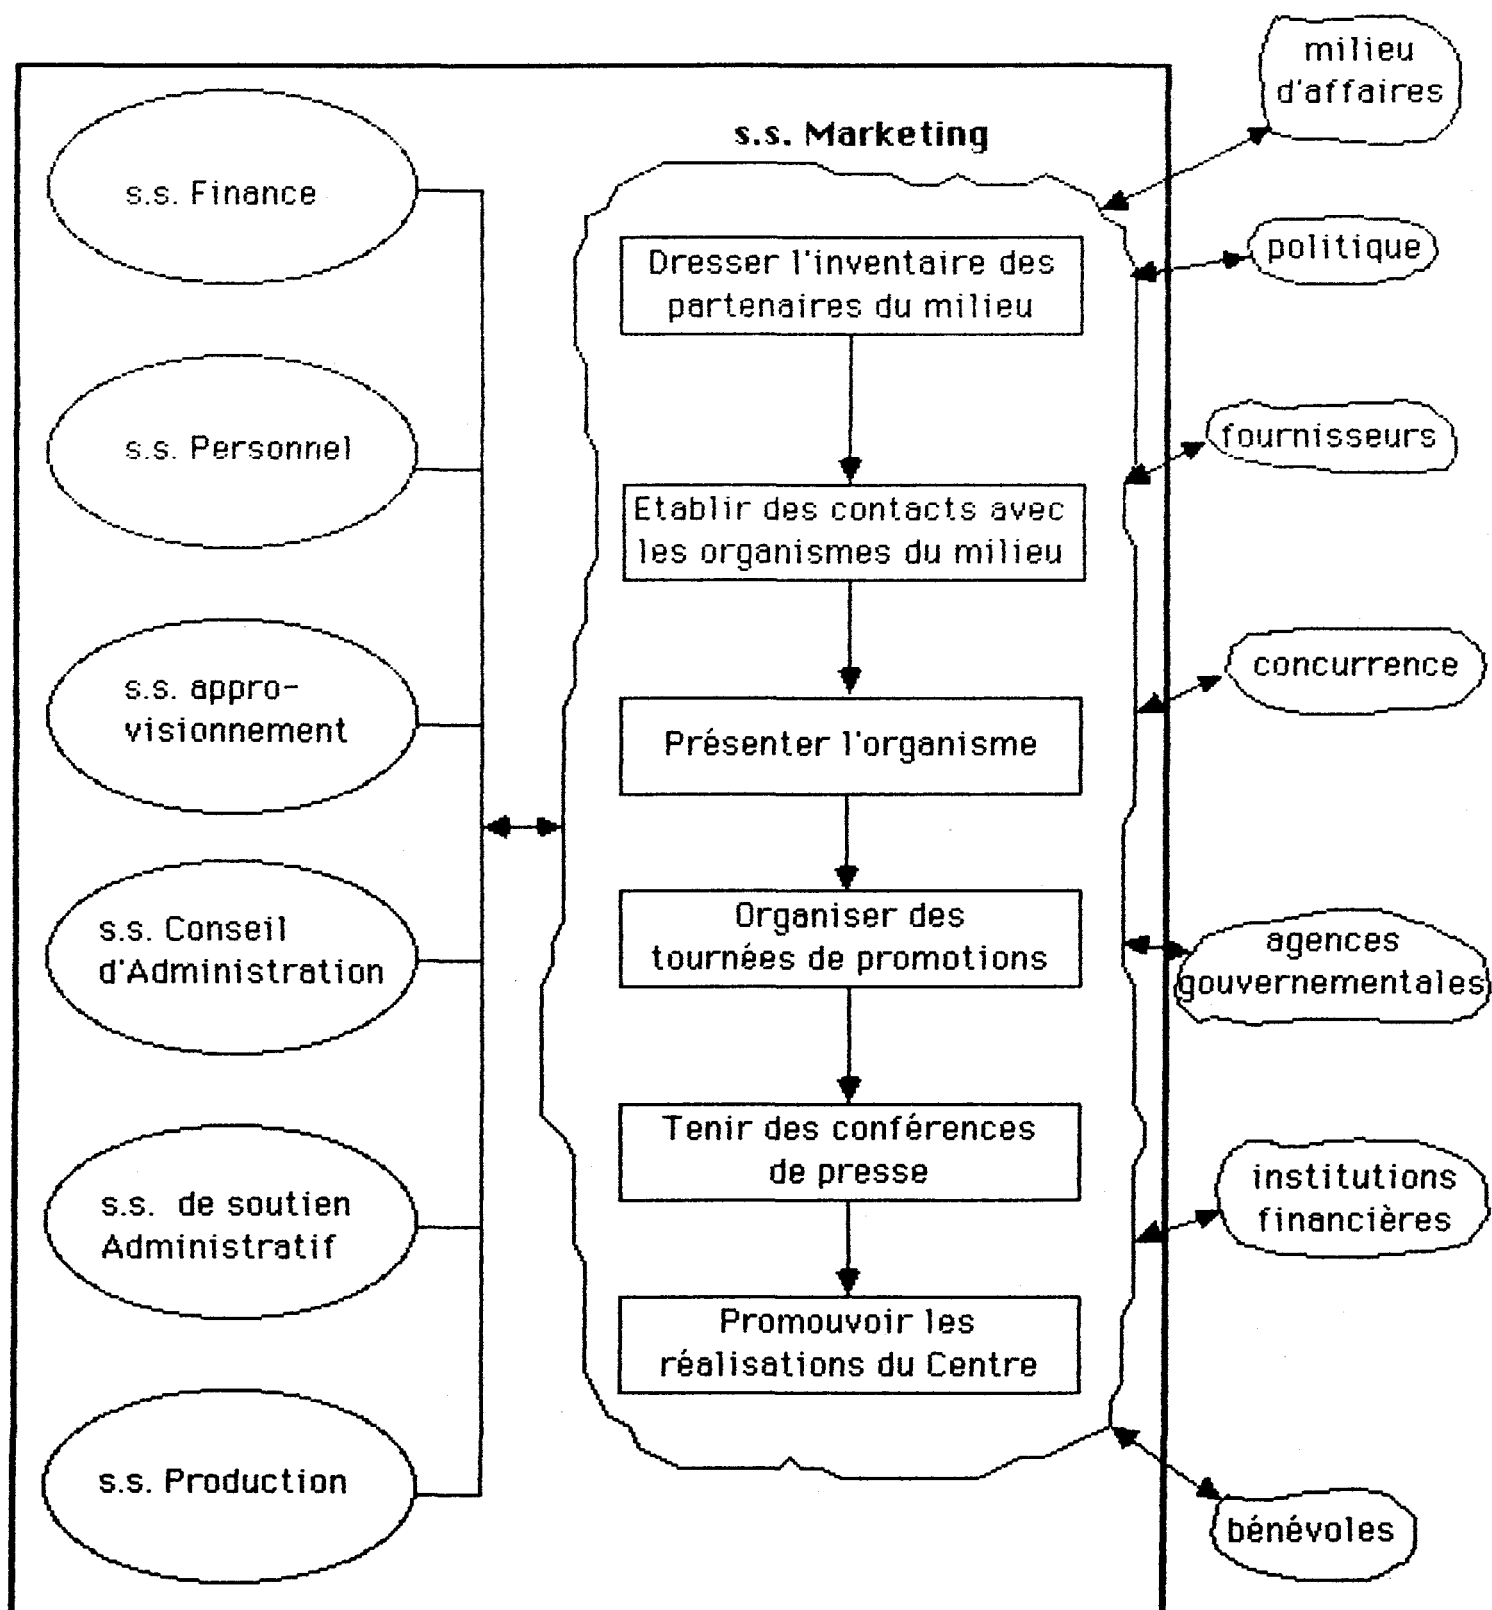 s.s. Finance
s.s. Personnel
s.s. appro-
visionnement
s.s. Conseil
d'Administration
s.s. de soutien
Administratif
s.s. Production
s.s. Marketing
Dresser l'inventaire des
partenaires du milieu
Etablir des contacts avec
les organismes du milieu
Présenter l'organisme
Organiser des
tournées de promotions
Tenir des conférences
de presse
Promouvoir les
réalisations du Centre
milieu
d'affaires
politique
fournisseurs
concurrence
agences
gouvernementales
institutions
financières
bénévoles